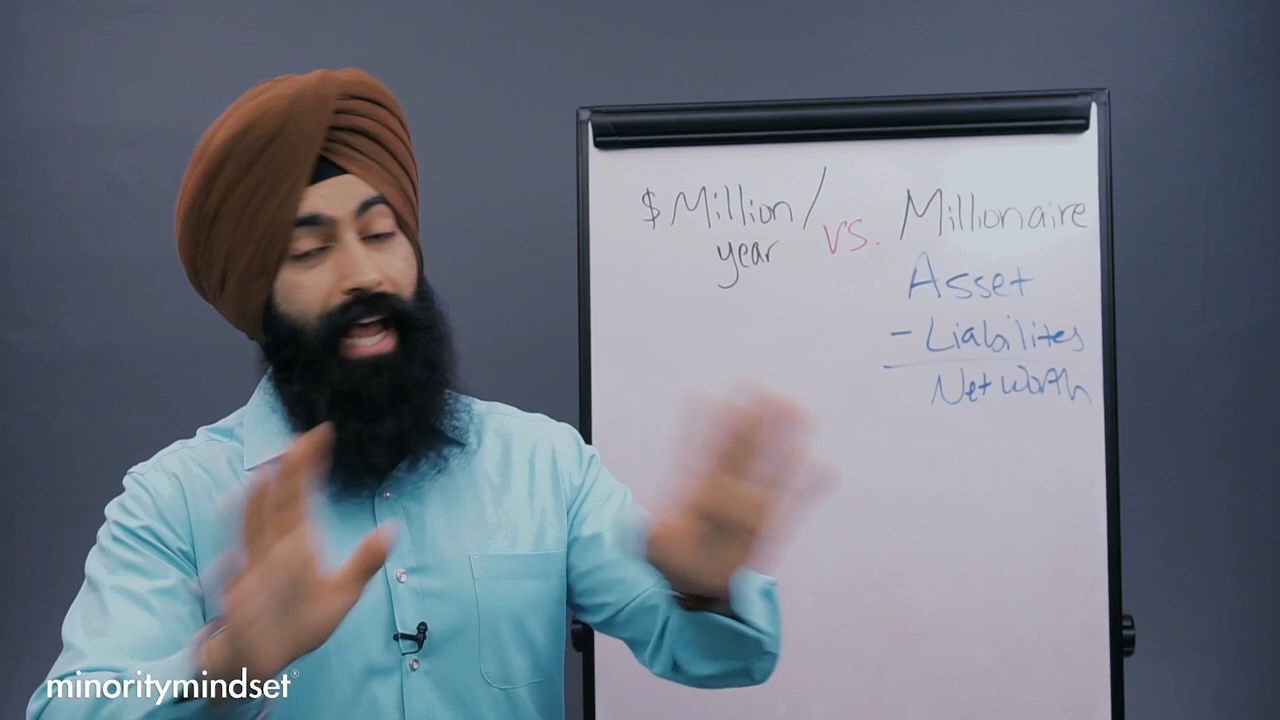 $ Million/
year
vs.
Millionaire
Asset
- Liabilites
Net Worth
minoritymindset®